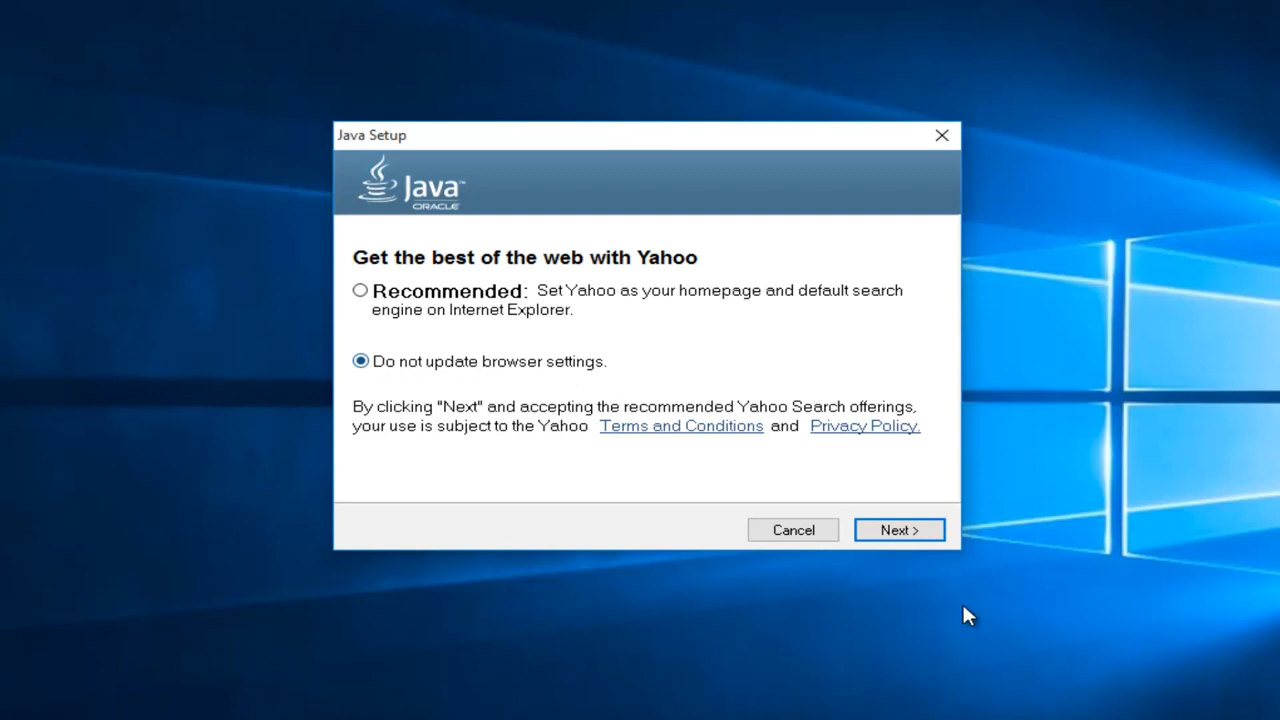 Java Setup
Java™
ORACLE
Get the best of the web with Yahoo
Recommended: Set Yahoo as your homepage and default search
engine on Internet Explorer.
Do not update browser settings.
By clicking "Next" and accepting the recommended Yahoo Search offerings,
your use is subject to the Yahoo Terms and Conditions and Privacy Policy.
Cancel Next >